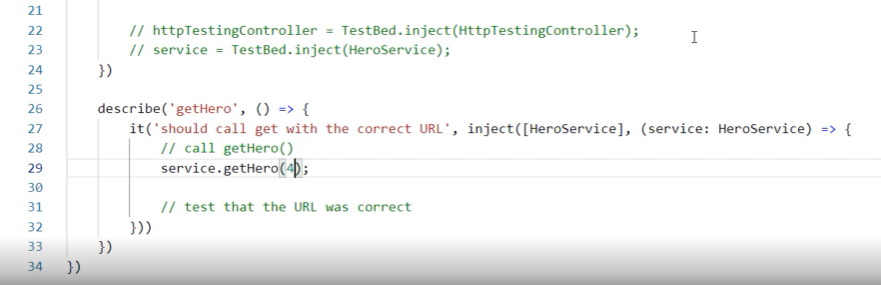 21
22 // httpTestingController = TestBed.inject(HttpTestingController);
23 // service = TestBed.inject(HeroService);
24 })
25
26 describe('getHero', () => {
27 it('should call get with the correct URL', inject([HeroService], (service: HeroService) => {
28 // call getHero()
29 service.getHero(4);
30
31 // test that the URL was correct
32 }))
33 })
34 })